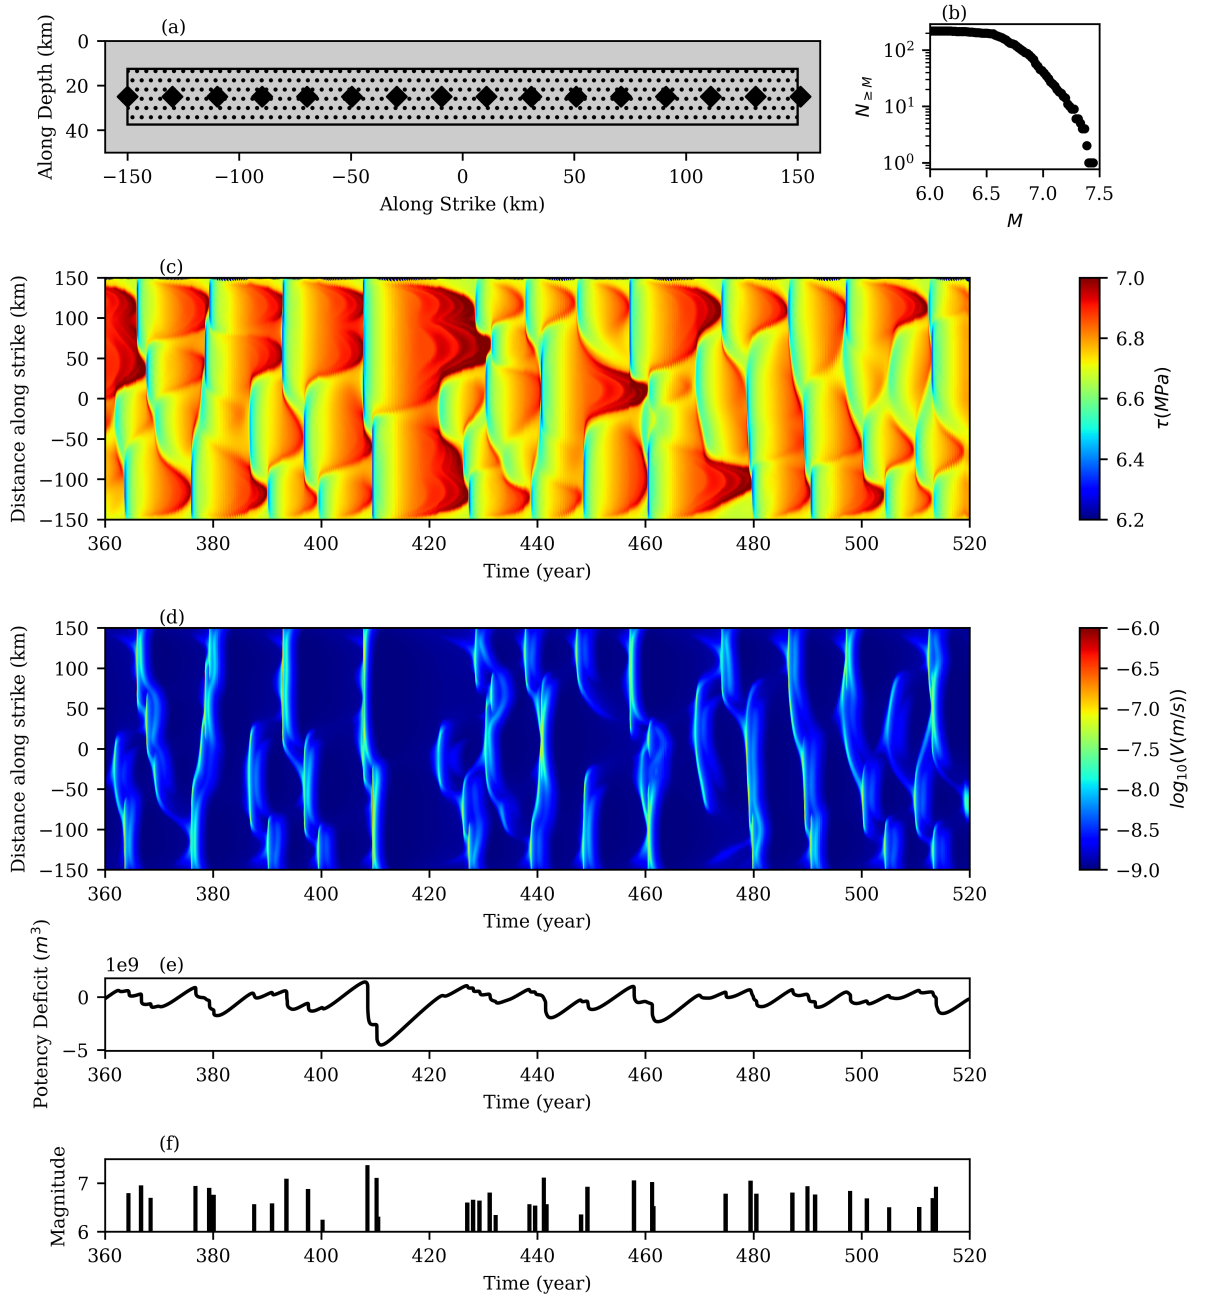 (a)
Along Depth (km)
0
20
40
−150 −100 −50 0 50 100 150
Along Strike (km)
(b)
N≥M
10²
10¹
10⁰
6.0 6.5 7.0 7.5
M
(c)
Distance along strike (km)
150
100
50
0
−50
−100
−150
360 380 400 420 440 460 480 500 520
Time (year)
7.0
6.8
6.6
6.4
6.2
τ(MPa)
(d)
Distance along strike (km)
150
100
50
0
−50
−100
−150
360 380 400 420 440 460 480 500 520
Time (year)
−6.0
−6.5
−7.0
−7.5
−8.0
−8.5
−9.0
log₁₀(V(m/s))
1e9 (e)
Potency Deficit (m³)
0
−5
360 380 400 420 440 460 480 500 520
Time (year)
(f)
Magnitude
7
6
360 380 400 420 440 460 480 500 520
Time (year)